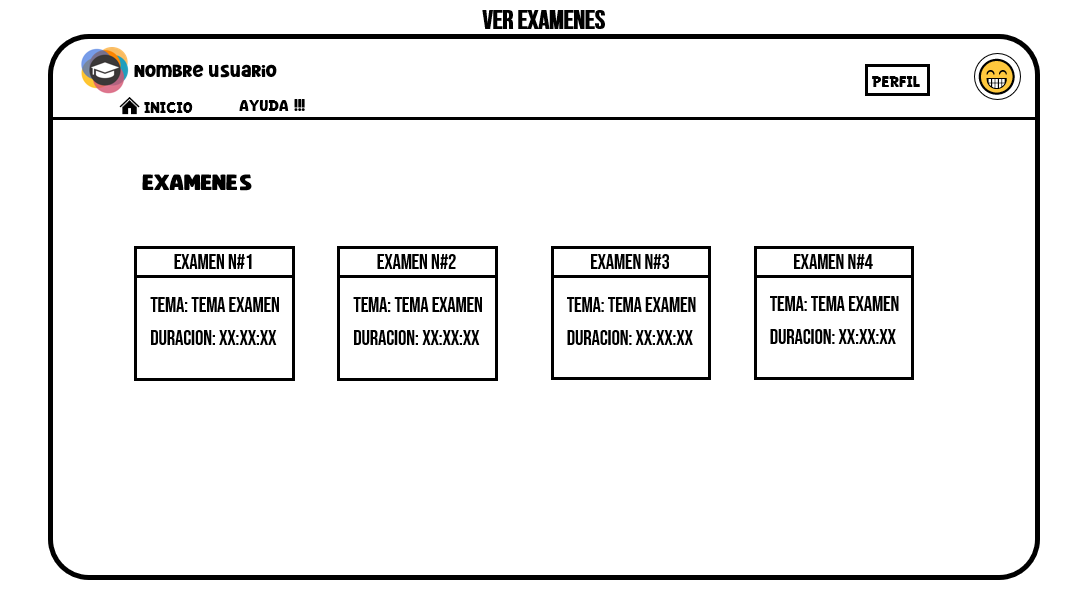 VER EXAMENES
Nombre usuario
PERFIL
INICIO
AYUDA !!!
EXAMENES
EXAMEN N#1
TEMA: TEMA EXAMEN
DURACION: XX:XX:XX
EXAMEN N#2
TEMA: TEMA EXAMEN
DURACION: XX:XX:XX
EXAMEN N#3
TEMA: TEMA EXAMEN
DURACION: XX:XX:XX
EXAMEN N#4
TEMA: TEMA EXAMEN
DURACION: XX:XX:XX